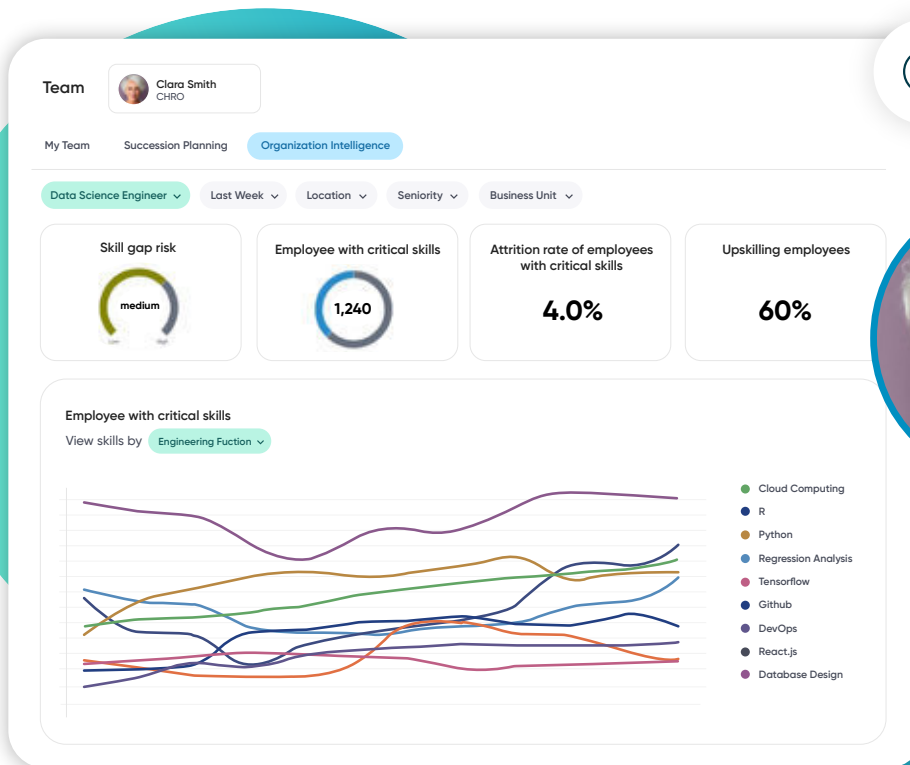 Team
Clara Smith
CHRO
My Team
Succession Planning
Organization Intelligence
Data Science Engineer
Last Week
Location
Seniority
Business Unit
Skill gap risk
medium
Low
High
Employee with critical skills
1,240
Attrition rate of employees
with critical skills
4.0%
Upskilling employees
60%
Employee with critical skills
View skills by
Engineering Fuction
Cloud Computing
R
Python
Regression Analysis
Tensorflow
Github
DevOps
React.js
Database Design